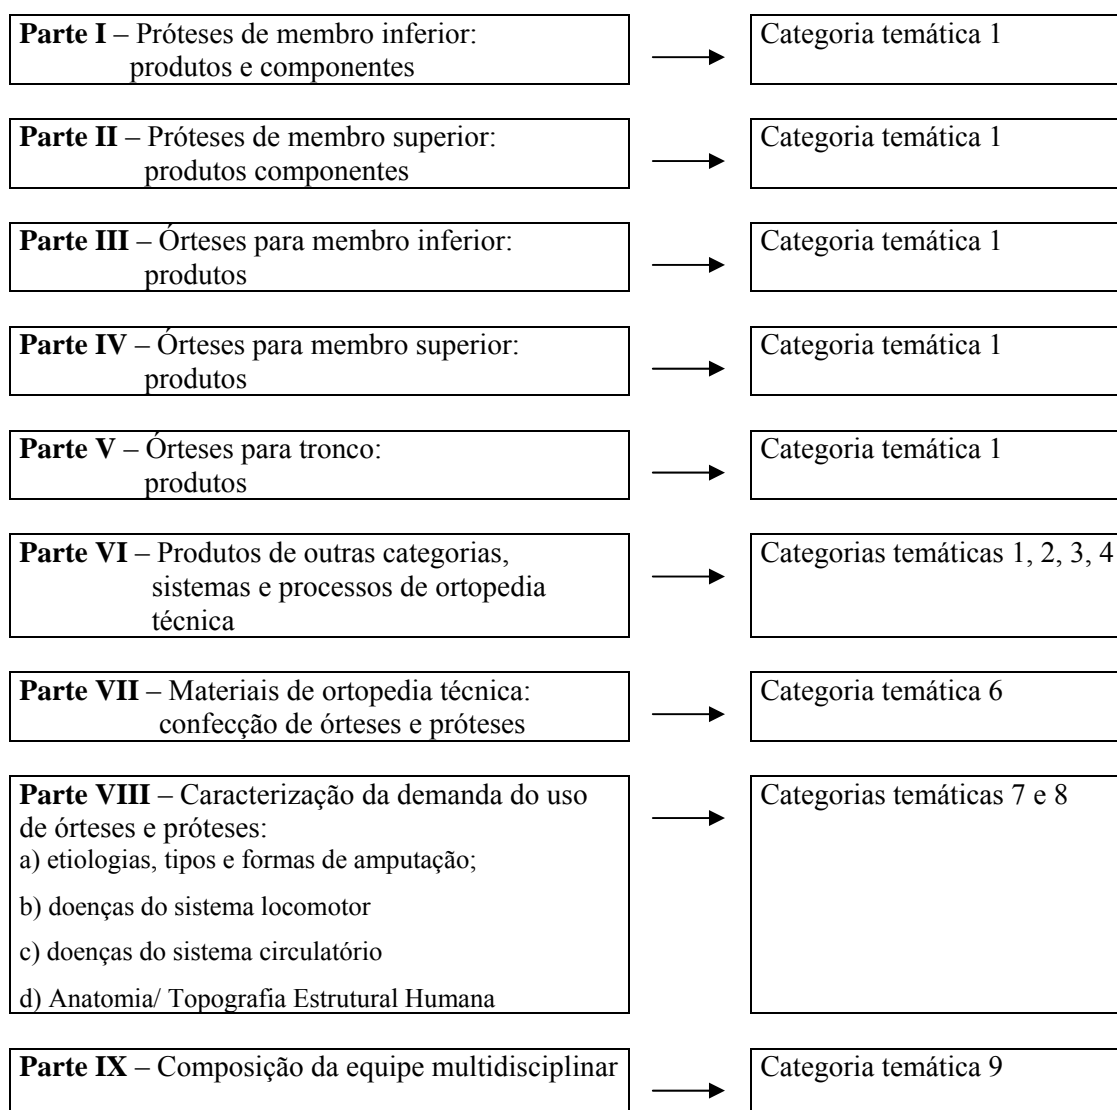 Parte I – Próteses de membro inferior:
produtos e componentes
Categoria temática 1
Parte II – Próteses de membro superior:
produtos componentes
Categoria temática 1
Parte III – Órteses para membro inferior:
produtos
Categoria temática 1
Parte IV – Órteses para membro superior:
produtos
Categoria temática 1
Parte V – Órteses para tronco:
produtos
Categoria temática 1
Parte VI – Produtos de outras categorias,
sistemas e processos de ortopedia
técnica
Categorias temáticas 1, 2, 3, 4
Parte VII – Materiais de ortopedia técnica:
confecção de órteses e próteses
Categoria temática 6
Parte VIII – Caracterização da demanda do uso
de órteses e próteses:
a) etiologias, tipos e formas de amputação;
b) doenças do sistema locomotor
c) doenças do sistema circulatório
d) Anatomia/ Topografia Estrutural Humana
Categorias temáticas 7 e 8
Parte IX – Composição da equipe multidisciplinar
Categoria temática 9